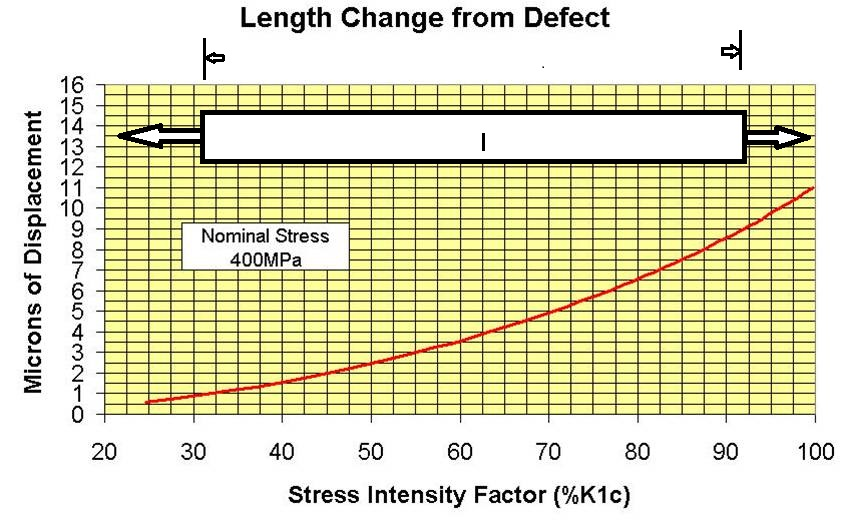 Length Change from Defect
Microns of Displacement
16
15
14
13
12
11
10
9
8
7
6
5
4
3
2
1
0
Nominal Stress
400MPa
20 30 40 50 60 70 80 90 100
Stress Intensity Factor (%K1c)